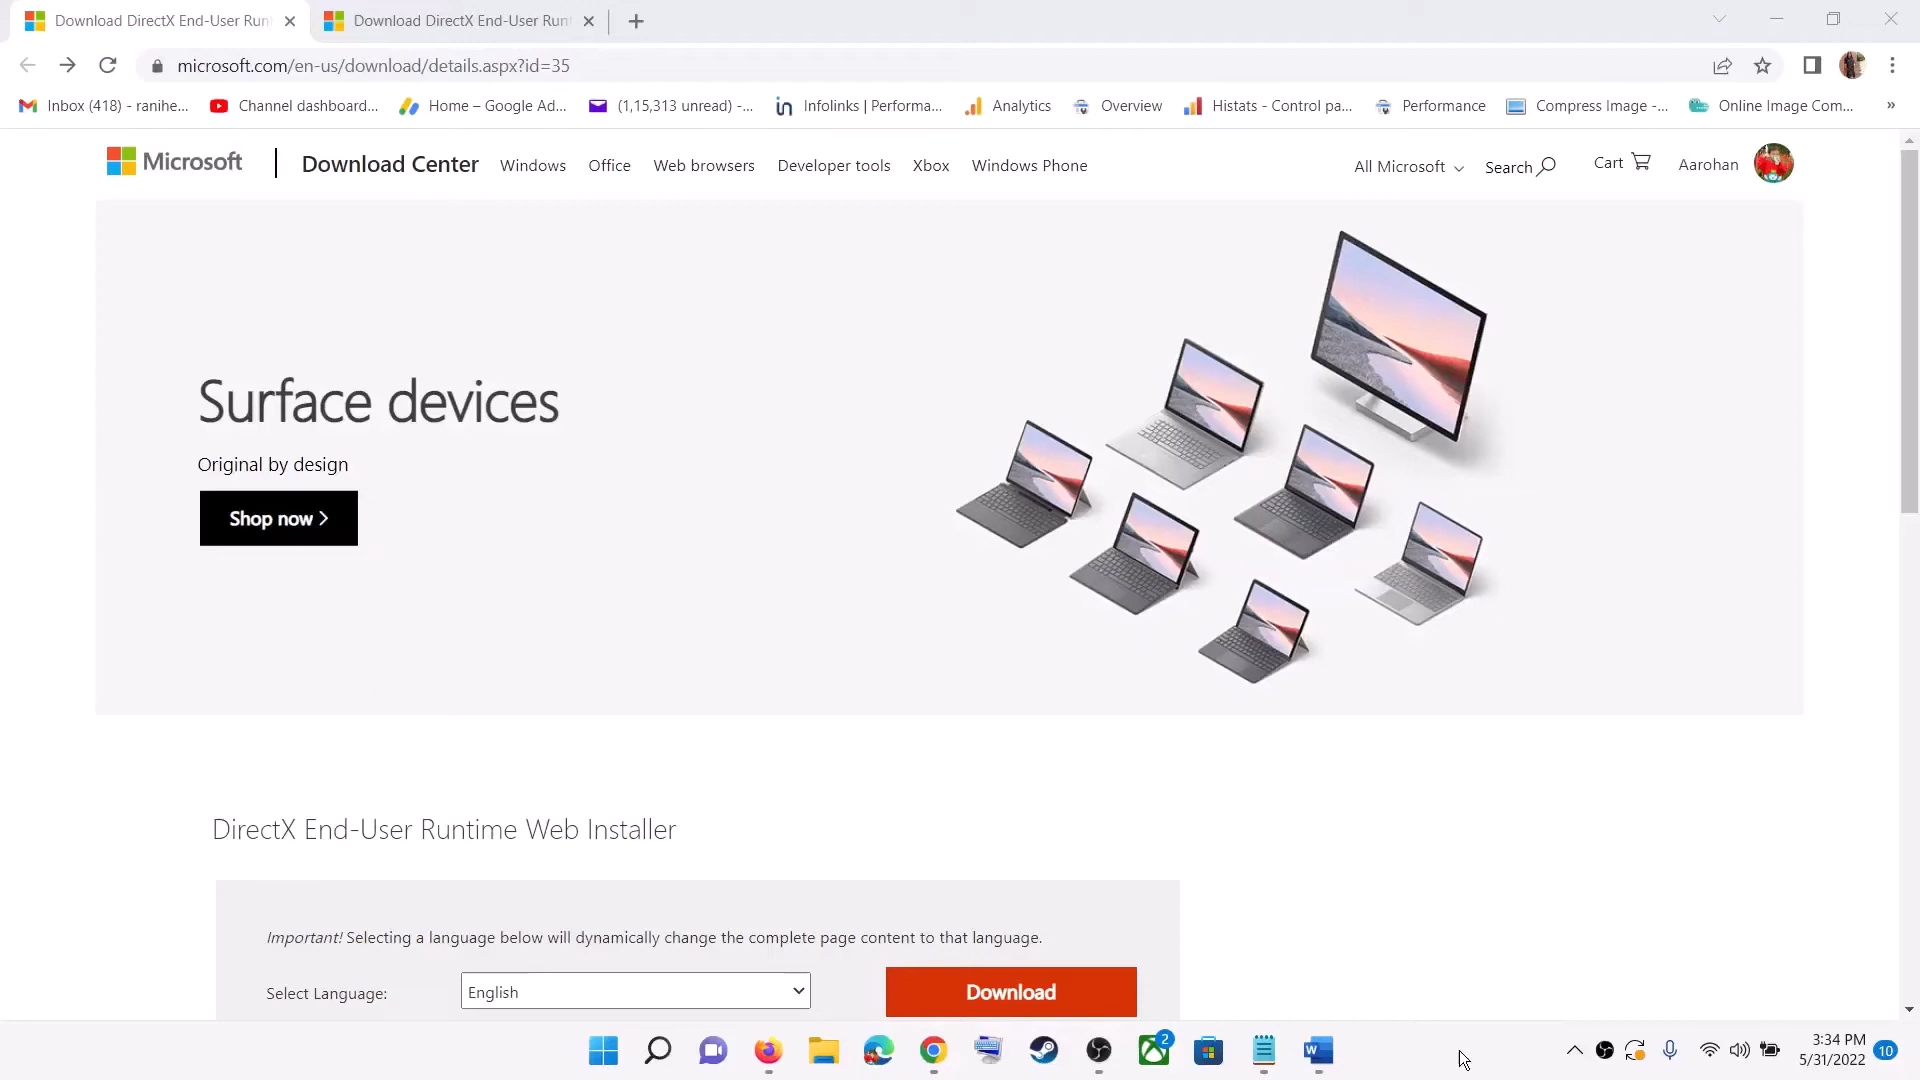 Download DirectX End-User Run
Download DirectX End-User Runt
microsoft.com/en-us/download/details.aspx?id=35
Inbox (418) - ranihe...
Channel dashboard...
Home – Google Ad...
(1,15,313 unread) -...
Infolinks | Performa...
Analytics
Overview
Histats - Control pa...
Performance
Compress Image -...
Online Image Com...
»
Microsoft
Download Center
Windows
Office
Web browsers
Developer tools
Xbox
Windows Phone
All Microsoft
Search
Cart
Aarohan
Surface devices
Original by design
Shop now
DirectX End-User Runtime Web Installer
Important! Selecting a language below will dynamically change the complete page content to that language.
Select Language:
English
Download
2
3:34 PM
5/31/2022
10